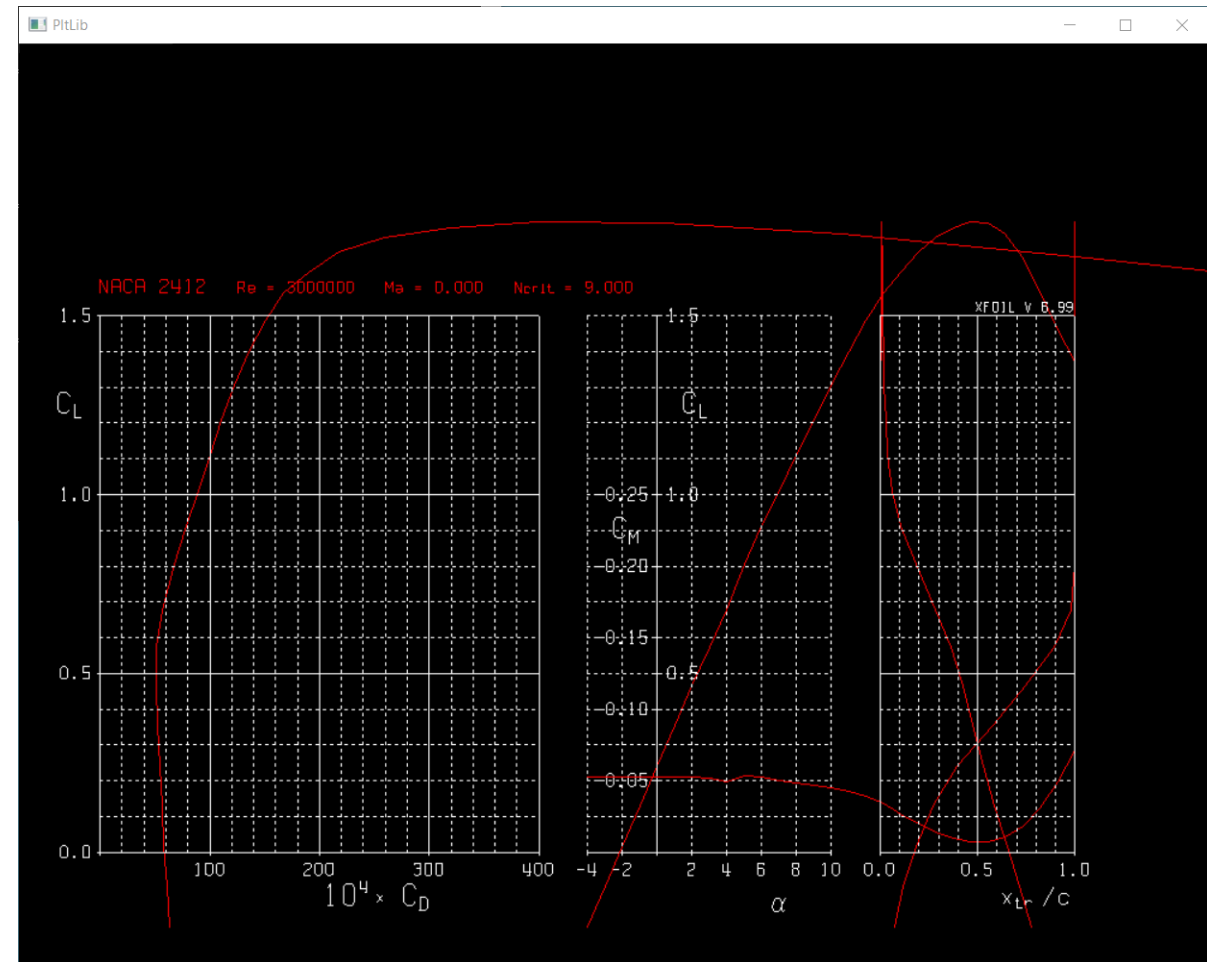 PltLib
NACA 2412 Re = 3000000 Ma = 0.000 Ncrit = 9.000
XFOIL V 6.99
1.5
C_L
1.0
0.5
0.0
100 200 300 400
10^4 × C_D
1.5
C_L
-0.25 1.0
C_M
-0.20
-0.15
0.5
-0.10
-0.05
-4 -2 2 4 6 8 10
α
0.0 0.5 1.0
x_tr/c